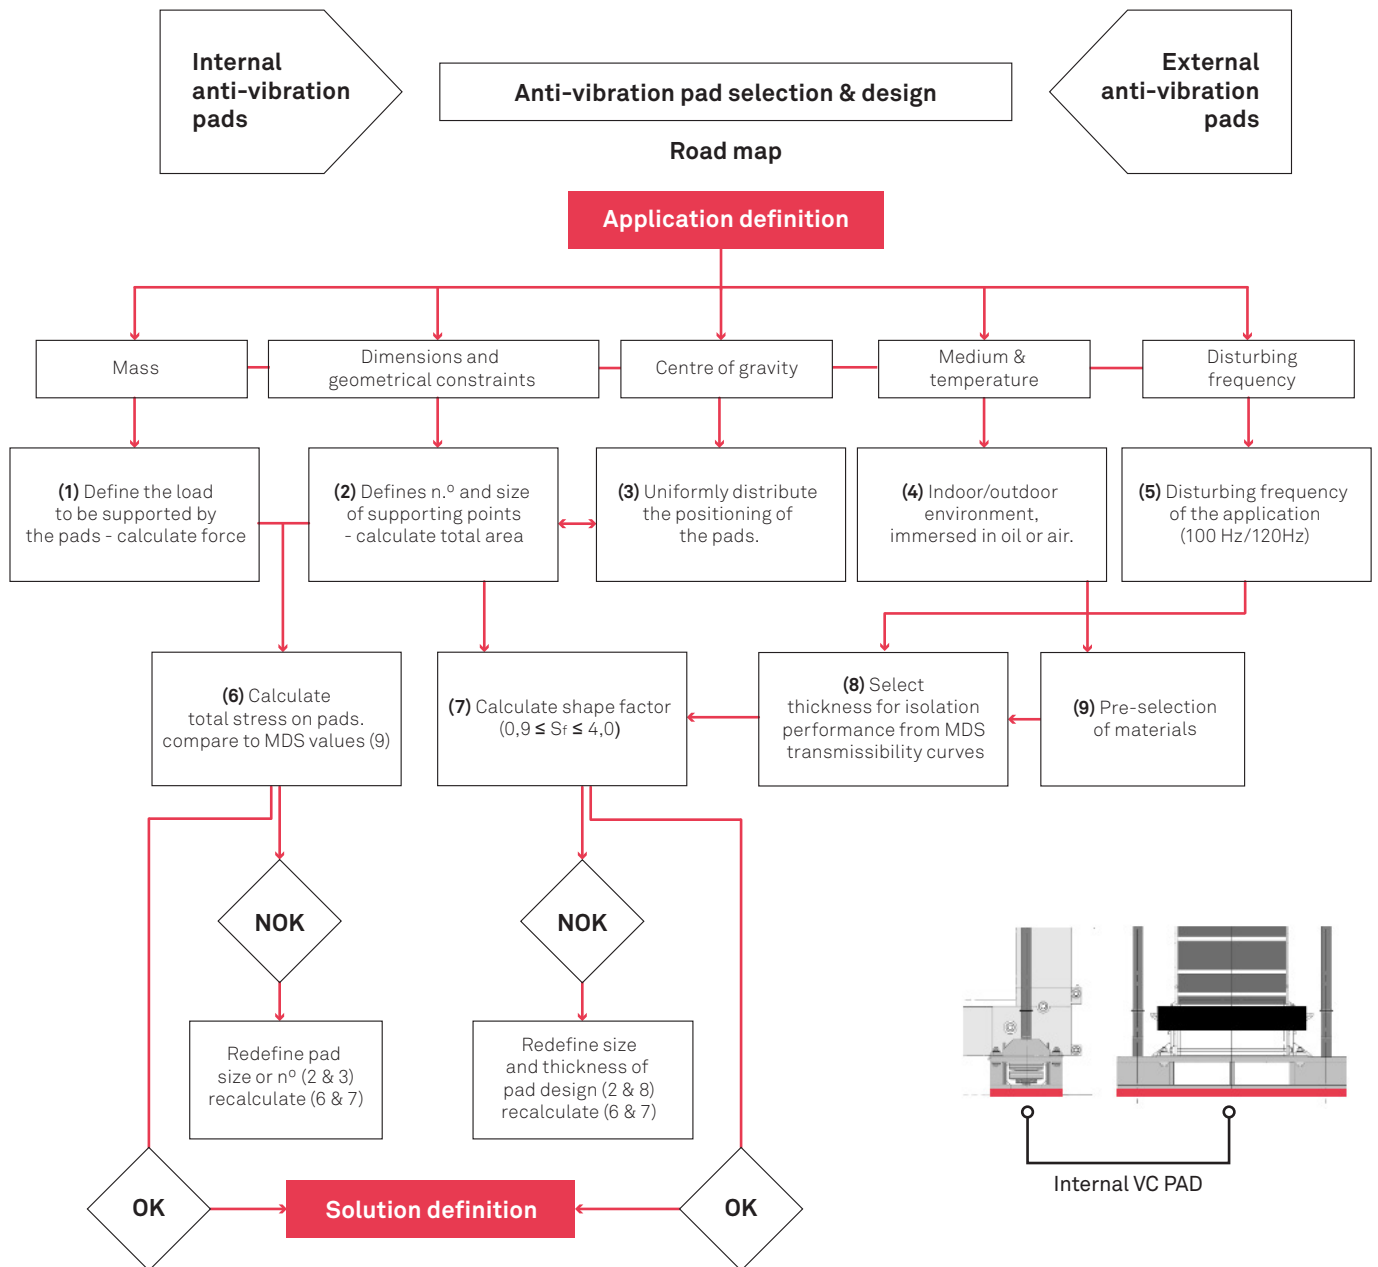 Internal
anti-vibration
pads
Anti-vibration pad selection & design
External
anti-vibration
pads
Road map
Application definition
Mass
Dimensions and
geometrical constraints
Centre of gravity
Medium &
temperature
Disturbing
frequency
(1) Define the load
to be supported by
the pads - calculate force
(2) Defines n.º and size
of supporting points
- calculate total area
(3) Uniformly distribute
the positioning of
the pads.
(4) Indoor/outdoor
environment,
immersed in oil or air.
(5) Disturbing frequency
of the application
(100 Hz/120Hz)
(6) Calculate
total stress on pads.
compare to MDS values (9)
(7) Calculate shape factor
(0,9 ≤ Sf ≤ 4,0)
(8) Select
thickness for isolation
performance from MDS
transmissibility curves
(9) Pre-selection
of materials
NOK
NOK
Redefine pad
size or nº (2 & 3)
recalculate (6 & 7)
Redefine size
and thickness of
pad design (2 & 8)
recalculate (6 & 7)
OK
Solution definition
OK
Internal VC PAD